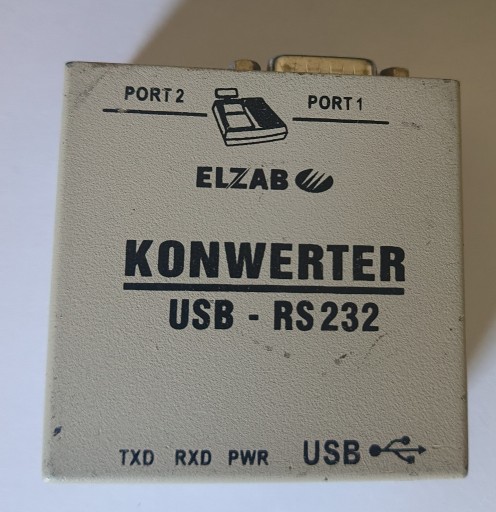 PORT 2 PORT 1
ELZAB
KONWERTER
USB - RS232
TXD RXD PWR USB